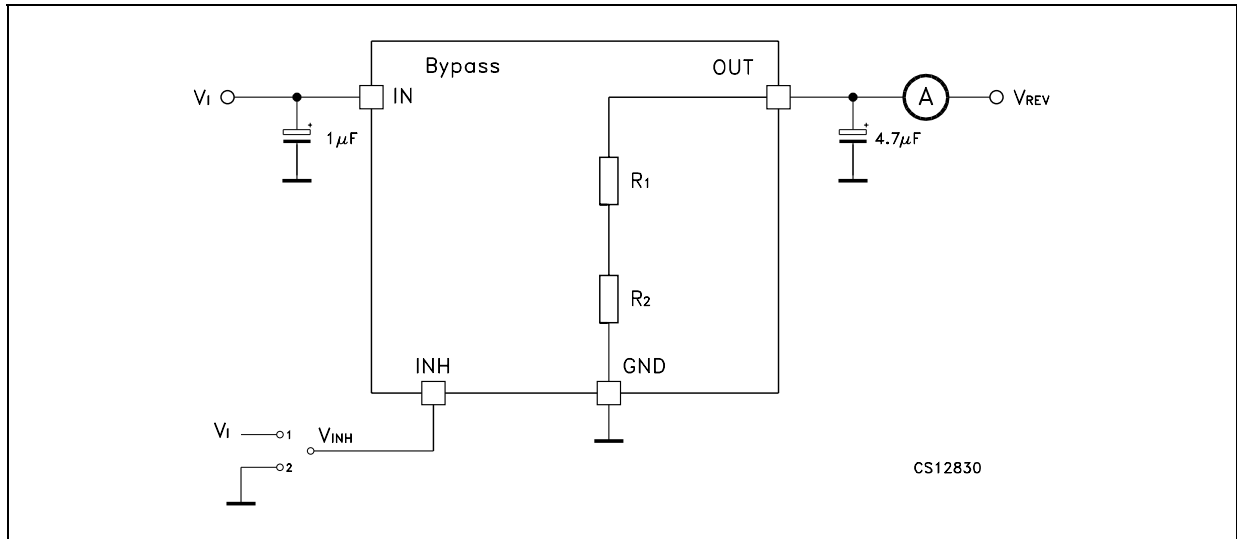 Bypass
OUT
VI
IN
A
VREV
1µF
4.7µF
R1
R2
INH
GND
VI
1
VINH
2
CS12830